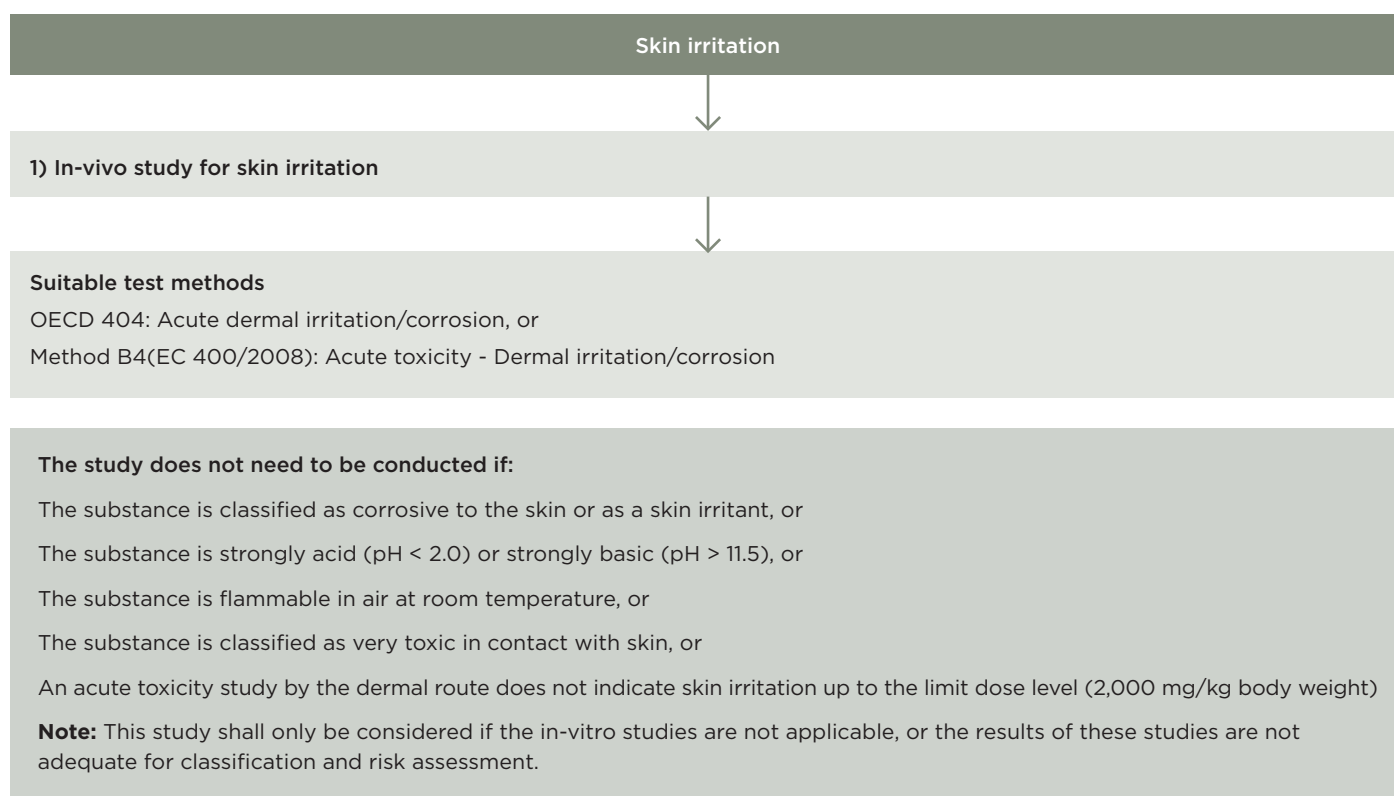 Skin irritation
1) In-vivo study for skin irritation
Suitable test methods
OECD 404: Acute dermal irritation/corrosion, or
Method B4(EC 400/2008): Acute toxicity - Dermal irritation/corrosion
The study does not need to be conducted if:
The substance is classified as corrosive to the skin or as a skin irritant, or
The substance is strongly acid (pH < 2.0) or strongly basic (pH > 11.5), or
The substance is flammable in air at room temperature, or
The substance is classified as very toxic in contact with skin, or
An acute toxicity study by the dermal route does not indicate skin irritation up to the limit dose level (2,000 mg/kg body weight)
Note: This study shall only be considered if the in-vitro studies are not applicable, or the results of these studies are not
adequate for classification and risk assessment.